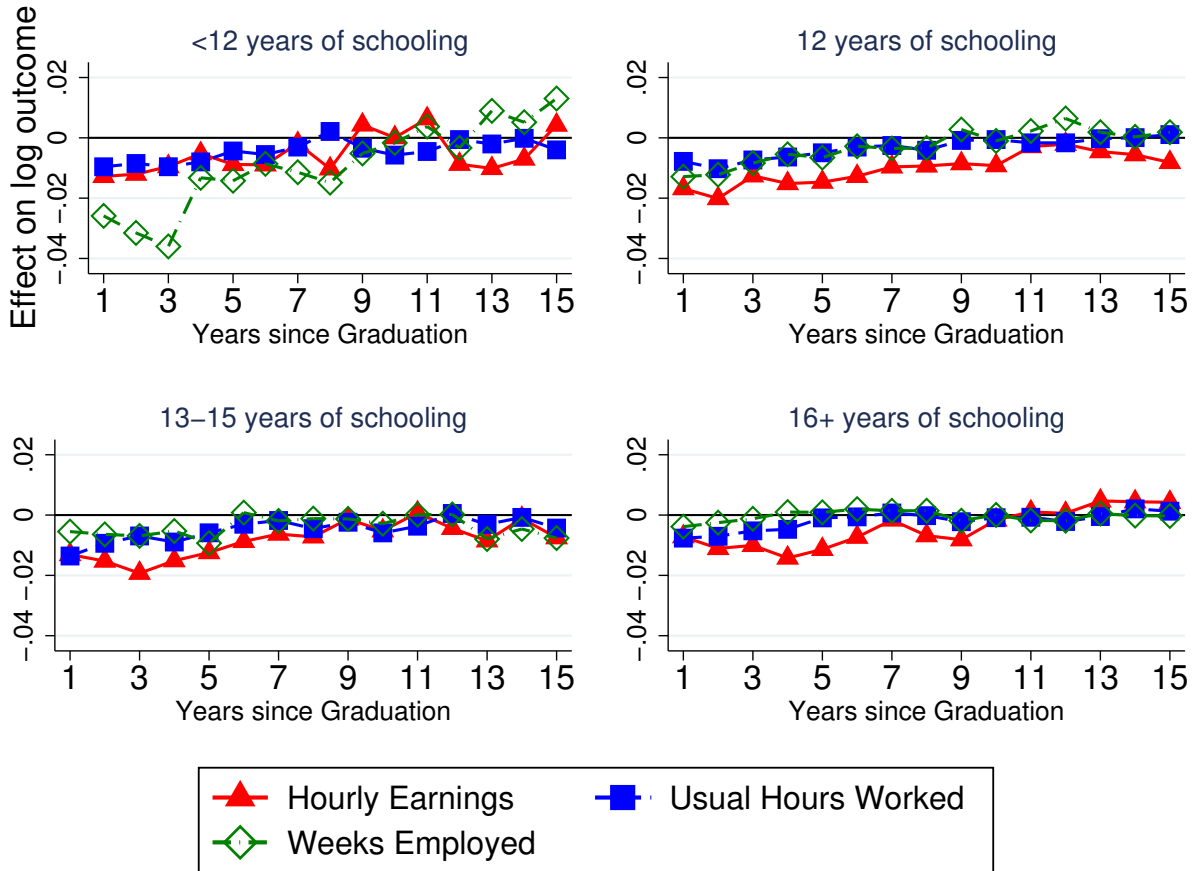 <12 years of schooling
12 years of schooling
Effect on log outcome
.02
0
-.02
-.04
1 3 5 7 9 11 13 15
Years since Graduation
.02
0
-.02
-.04
1 3 5 7 9 11 13 15
Years since Graduation
13–15 years of schooling
16+ years of schooling
.02
0
-.02
-.04
1 3 5 7 9 11 13 15
Years since Graduation
.02
0
-.02
-.04
1 3 5 7 9 11 13 15
Years since Graduation
Hourly Earnings
Usual Hours Worked
Weeks Employed